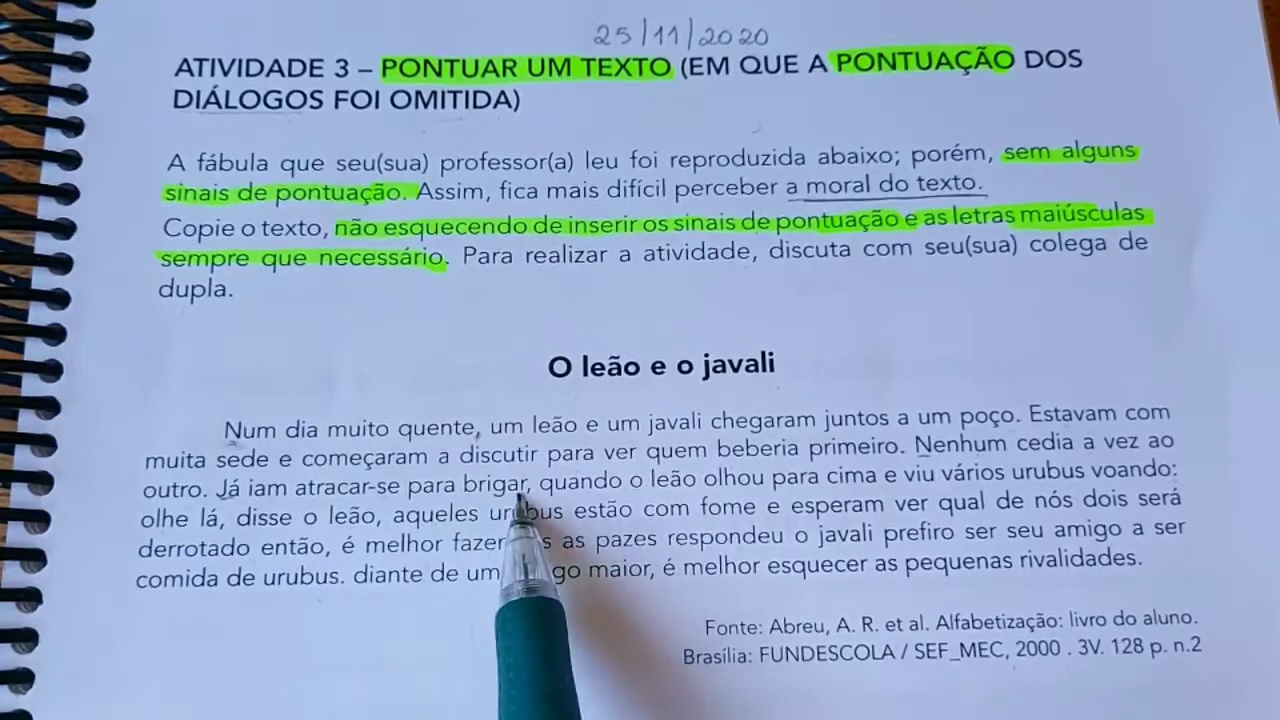 25/11/2020
ATIVIDADE 3 – PONTUAR UM TEXTO (EM QUE A PONTUAÇÃO DOS
DIÁLOGOS FOI OMITIDA)
A fábula que seu(sua) professor(a) leu foi reproduzida abaixo; porém, sem alguns
sinais de pontuação. Assim, fica mais difícil perceber a moral do texto.
Copie o texto, não esquecendo de inserir os sinais de pontuação e as letras maiúsculas
sempre que necessário. Para realizar a atividade, discuta com seu(sua) colega de
dupla.
O leão e o javali
Num dia muito quente, um leão e um javali chegaram juntos a um poço. Estavam com
muita sede e começaram a discutir para ver quem beberia primeiro. Nenhum cedia a vez ao
outro. Já iam atracar-se para brigar, quando o leão olhou para cima e viu vários urubus voando:
olhe lá, disse o leão, aqueles urubus estão com fome e esperam ver qual de nós dois será
derrotado então, é melhor fazer as pazes respondeu o javali prefiro ser seu amigo a ser
comida de urubus. diante de um maior, é melhor esquecer as pequenas rivalidades.
Fonte: Abreu, A. R. et al. Alfabetização: livro do aluno.
Brasília: FUNDESCOLA / SEF_MEC, 2000 . 3V. 128 p. n.2